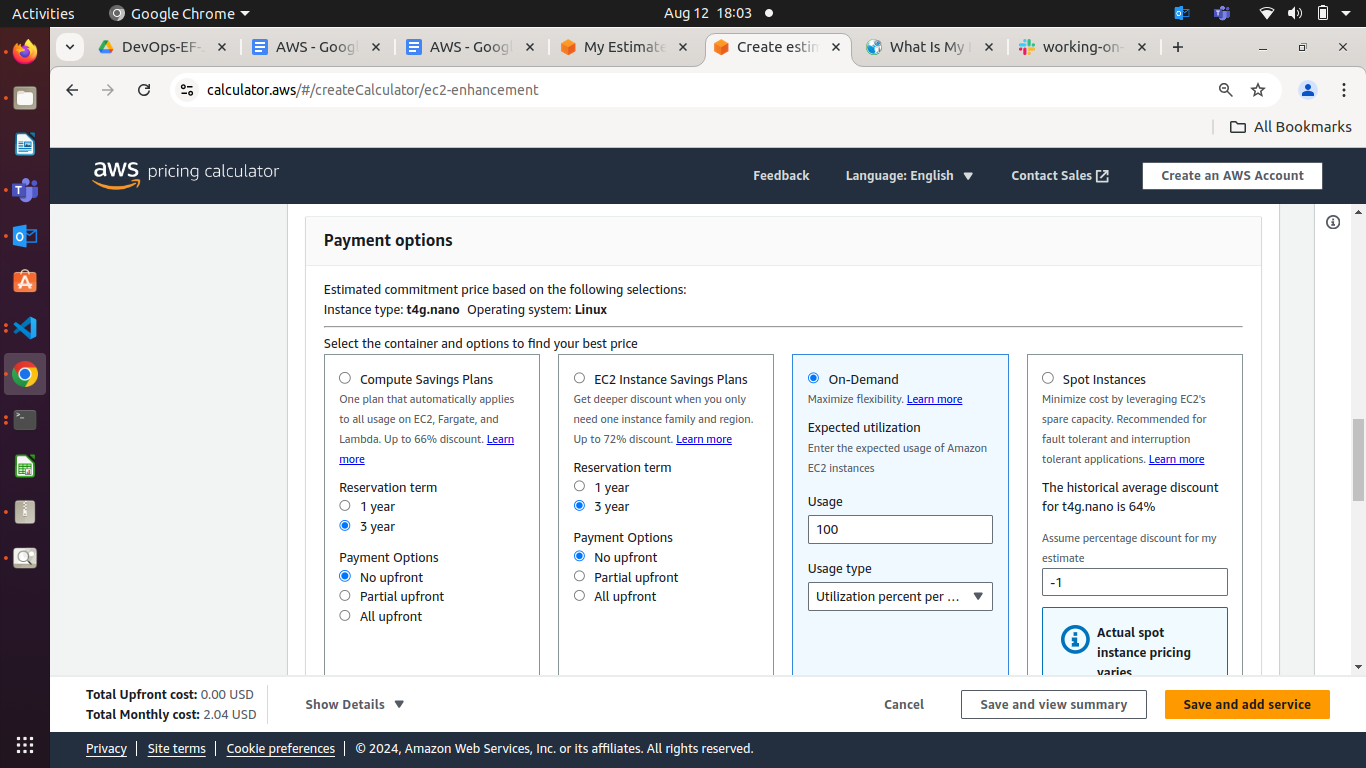 Activities
Google Chrome
Aug 12 18:03
DevOps-EF-
AWS - Goog
AWS - Goog
My Estimate
Create estin
What Is My
working-on-
calculator.aws/#/createCalculator/ec2-enhancement
All Bookmarks
aws pricing calculator
Feedback
Language: English
Contact Sales
Create an AWS Account
Payment options
Estimated commitment price based on the following selections:
Instance type: t4g.nano Operating system: Linux
Select the container and options to find your best price
Compute Savings Plans
One plan that automatically applies
to all usage on EC2, Fargate, and
Lambda. Up to 66% discount. Learn
more
Reservation term
1 year
3 year
Payment Options
No upfront
Partial upfront
All upfront
EC2 Instance Savings Plans
Get deeper discount when you only
need one instance family and region.
Up to 72% discount. Learn more
Reservation term
1 year
3 year
Payment Options
No upfront
Partial upfront
All upfront
On-Demand
Maximize flexibility. Learn more
Expected utilization
Enter the expected usage of Amazon
EC2 instances
Usage
100
Usage type
Utilization percent per ...
Spot Instances
Minimize cost by leveraging EC2's
spare capacity. Recommended for
fault tolerant and interruption
tolerant applications. Learn more
The historical average discount
for t4g.nano is 64%
Assume percentage discount for my
estimate
-1
Actual spot
instance pricing
varies
Total Upfront cost: 0.00 USD
Total Monthly cost: 2.04 USD
Show Details
Cancel
Save and view summary
Save and add service
Privacy
Site terms
Cookie preferences
© 2024, Amazon Web Services, Inc. or its affiliates. All rights reserved.